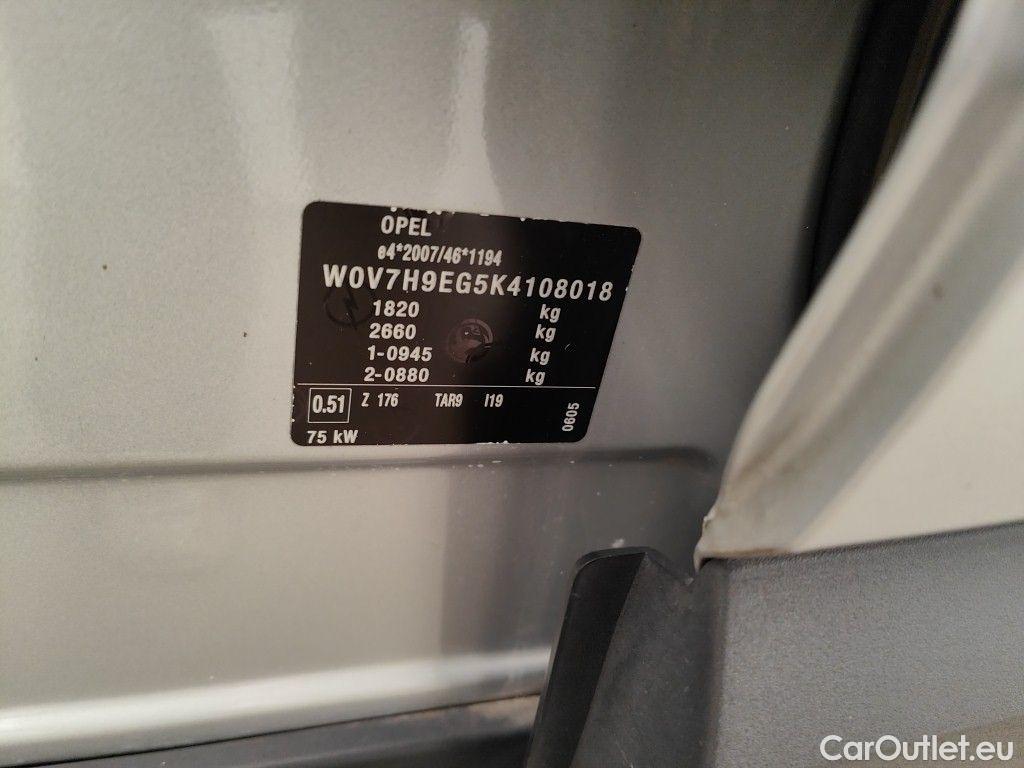 OPEL
e4*2007/46*1194
W0V7H9EG5K4108018
1820 kg
2660 kg
1-0945 kg
2-0880 kg
0.51 Z 176 TAR9 I19
0605
75 kW
CarOutlet.eu